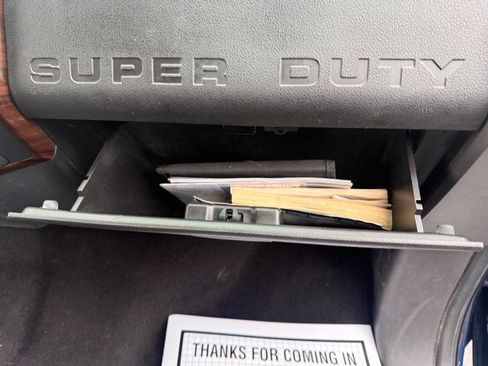 SUPER DUTY
THANKS FOR COMING IN